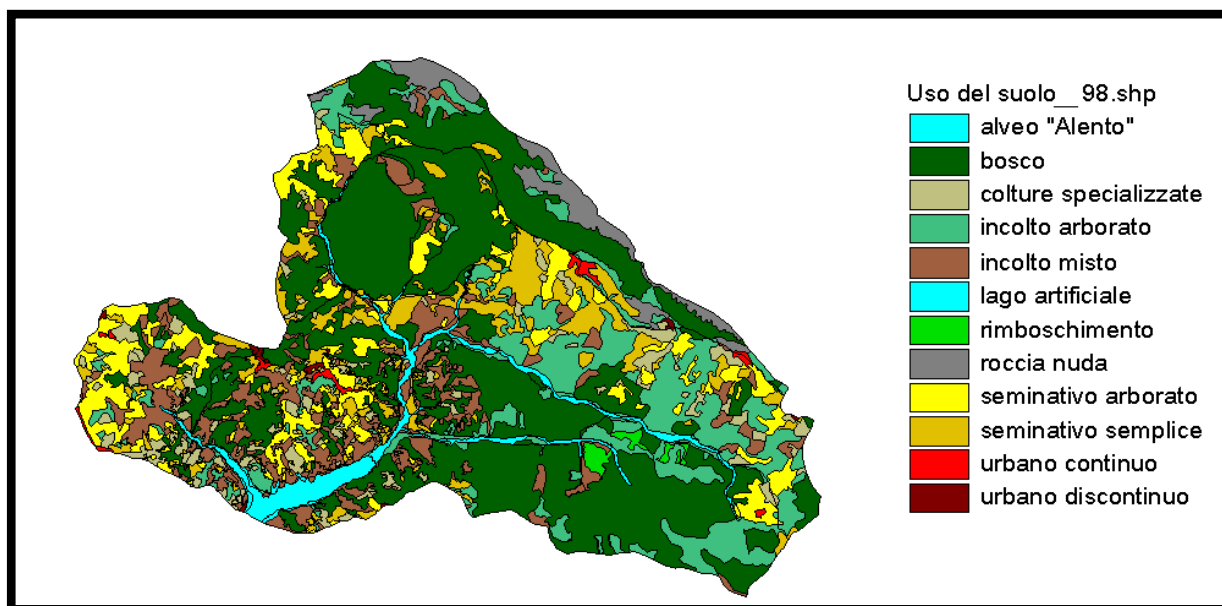 Uso del suolo__98.shp
alveo "Alento"
bosco
colture specializzate
incolto arborato
incolto misto
lago artificiale
rimboschimento
roccia nuda
seminativo arborato
seminativo semplice
urbano continuo
urbano discontinuo